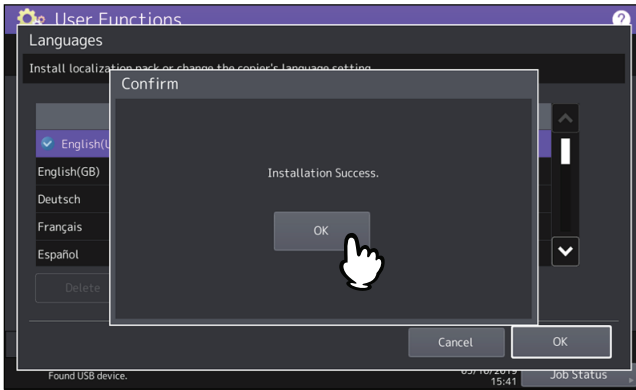 User Functions
?
Languages
Install localization pack or change the copier's language setting
Confirm
English(U
English(GB)
Deutsch
Français
Español
Installation Success.
OK
Delete
Cancel
OK
Found USB device.
15:41
Job Status